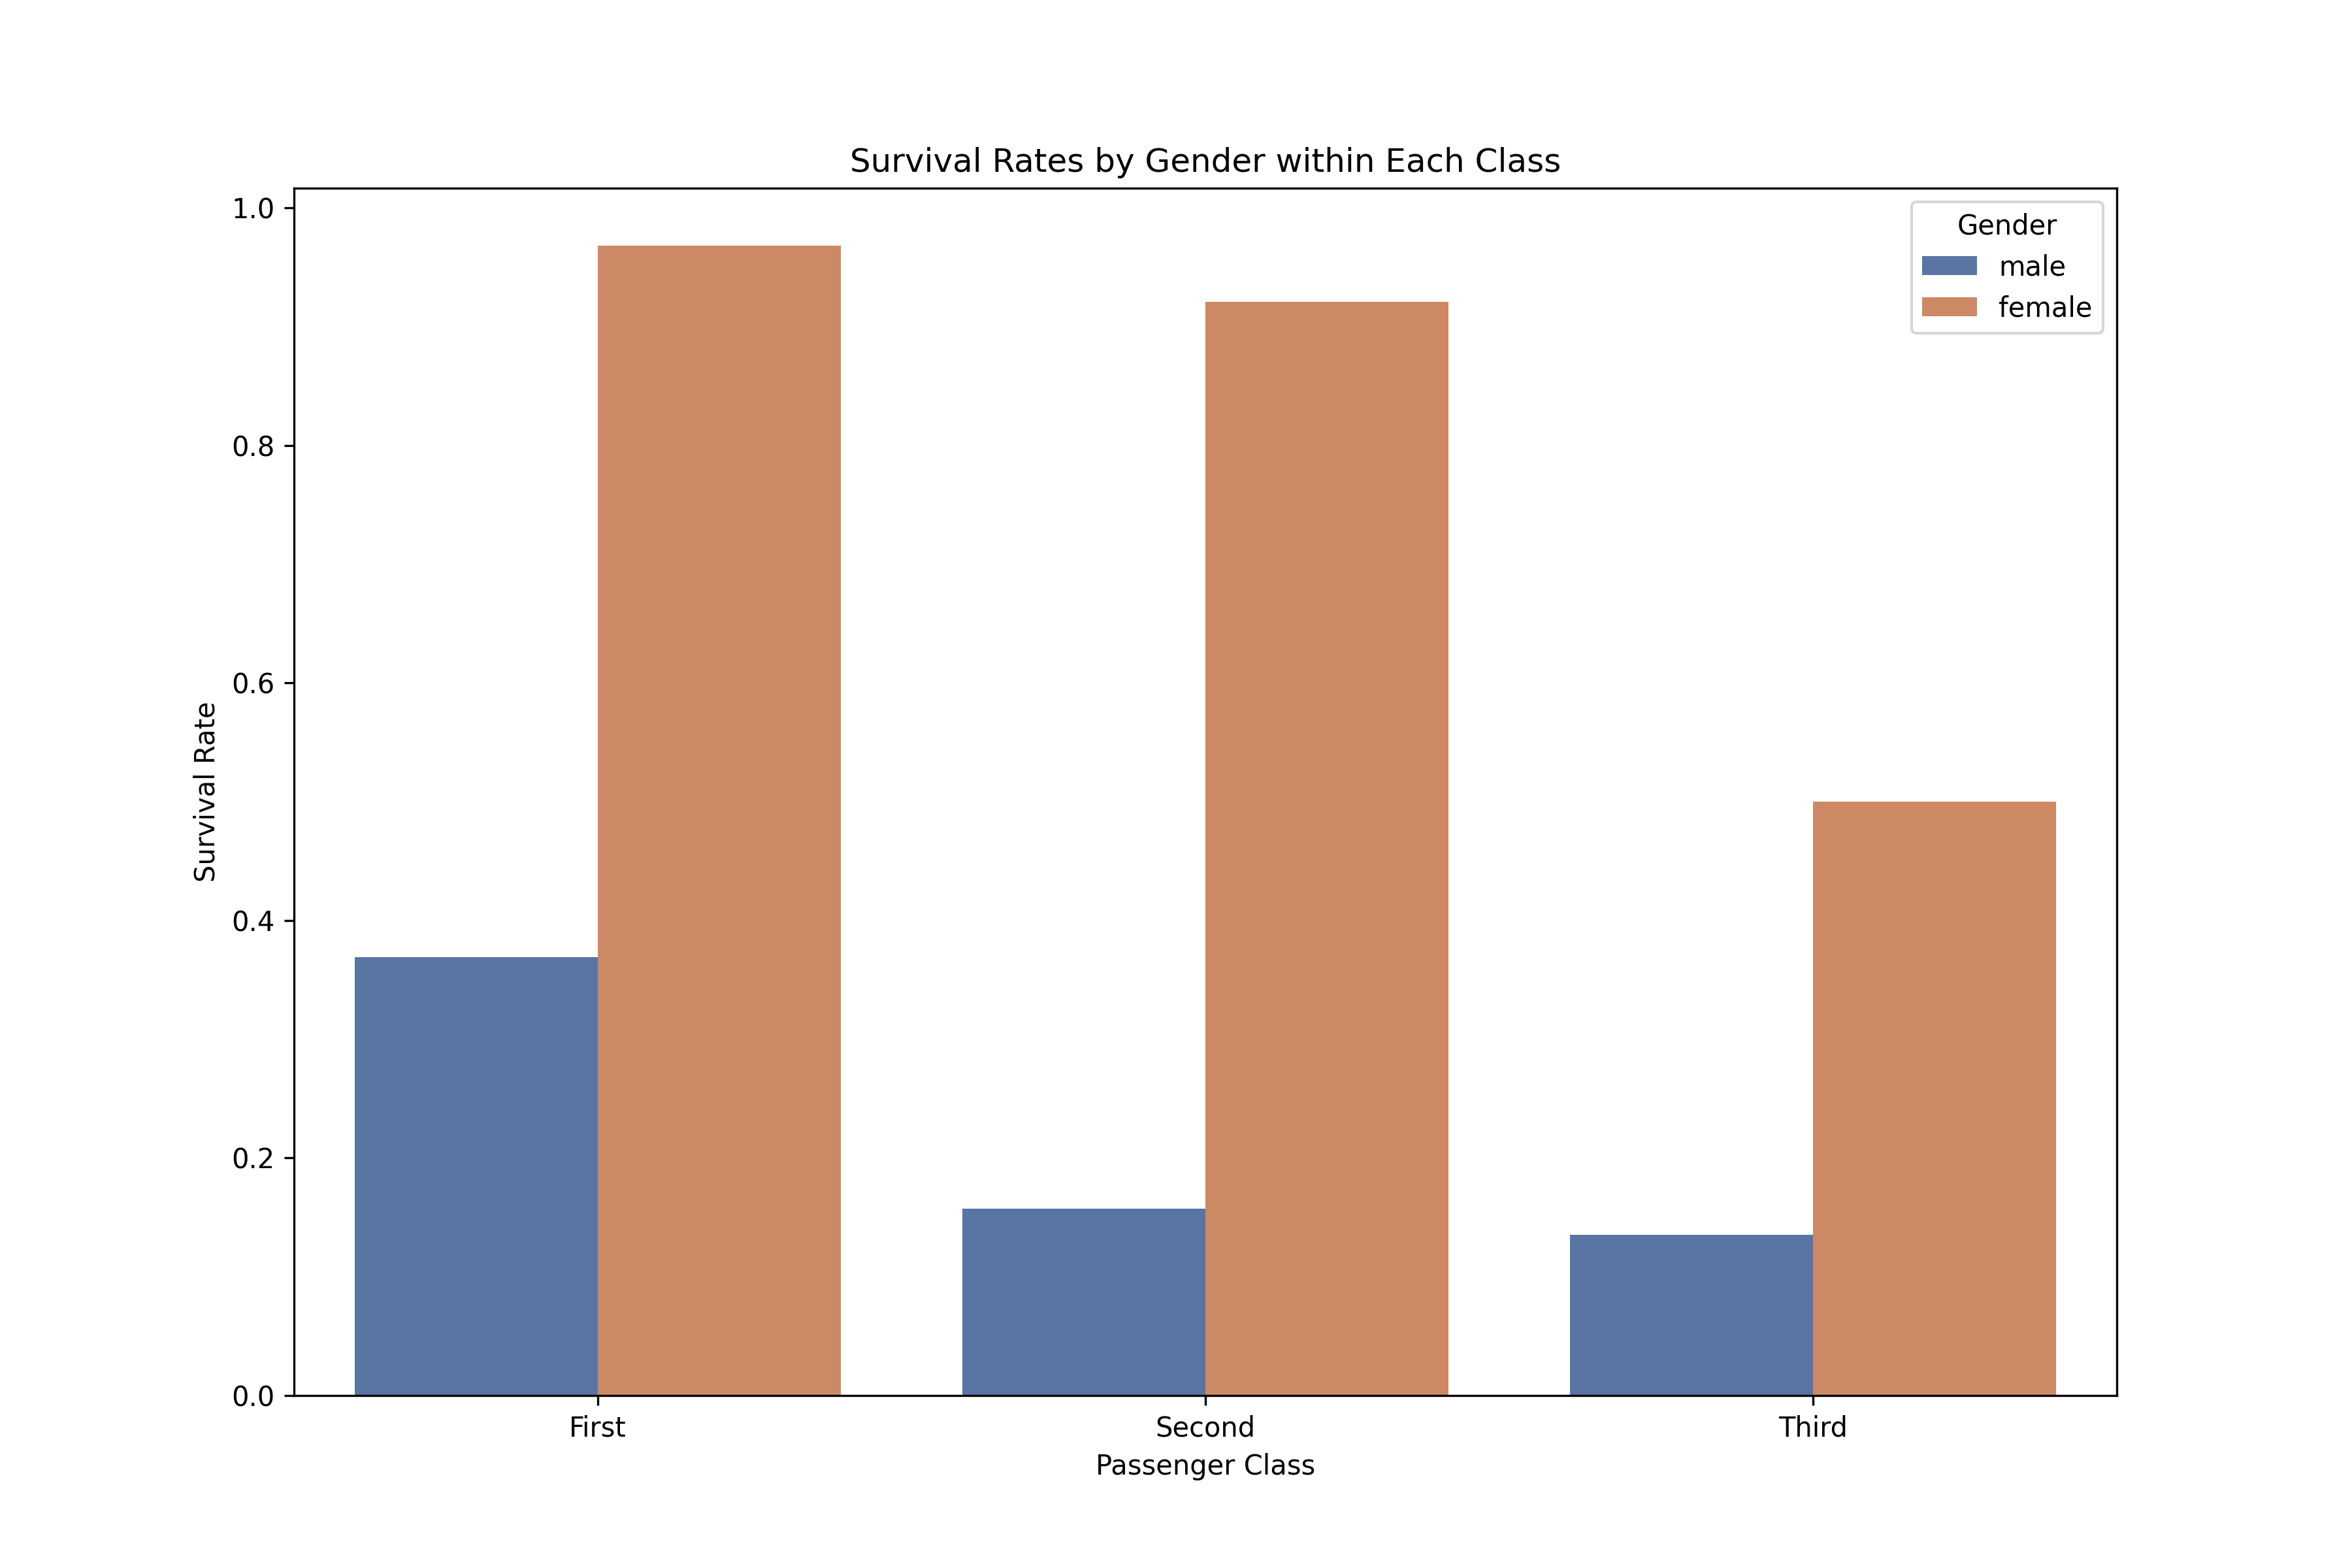 Survival Rates by Gender within Each Class
1.0
0.8
0.6
0.4
0.2
0.0
Survival Rate
Gender
male
female
First
Second
Third
Passenger Class